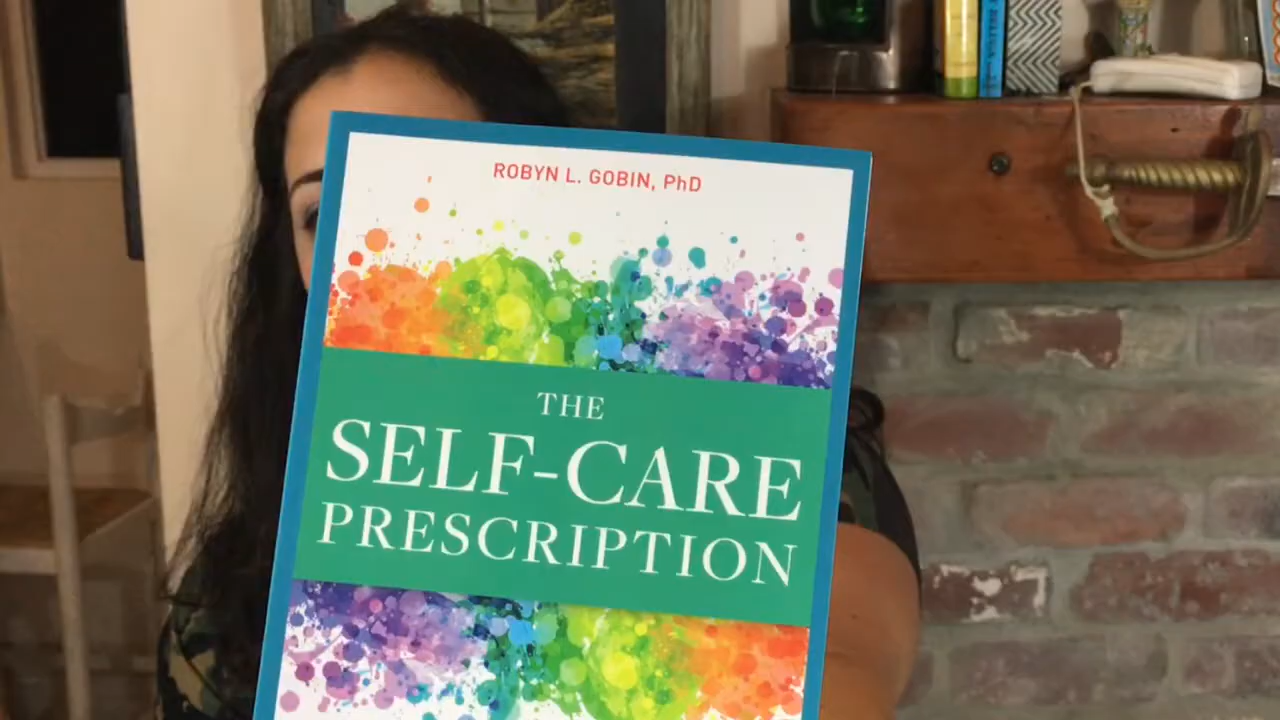 ROBYN L. GOBIN, PhD
THE
SELF-CARE
PRESCRIPTION